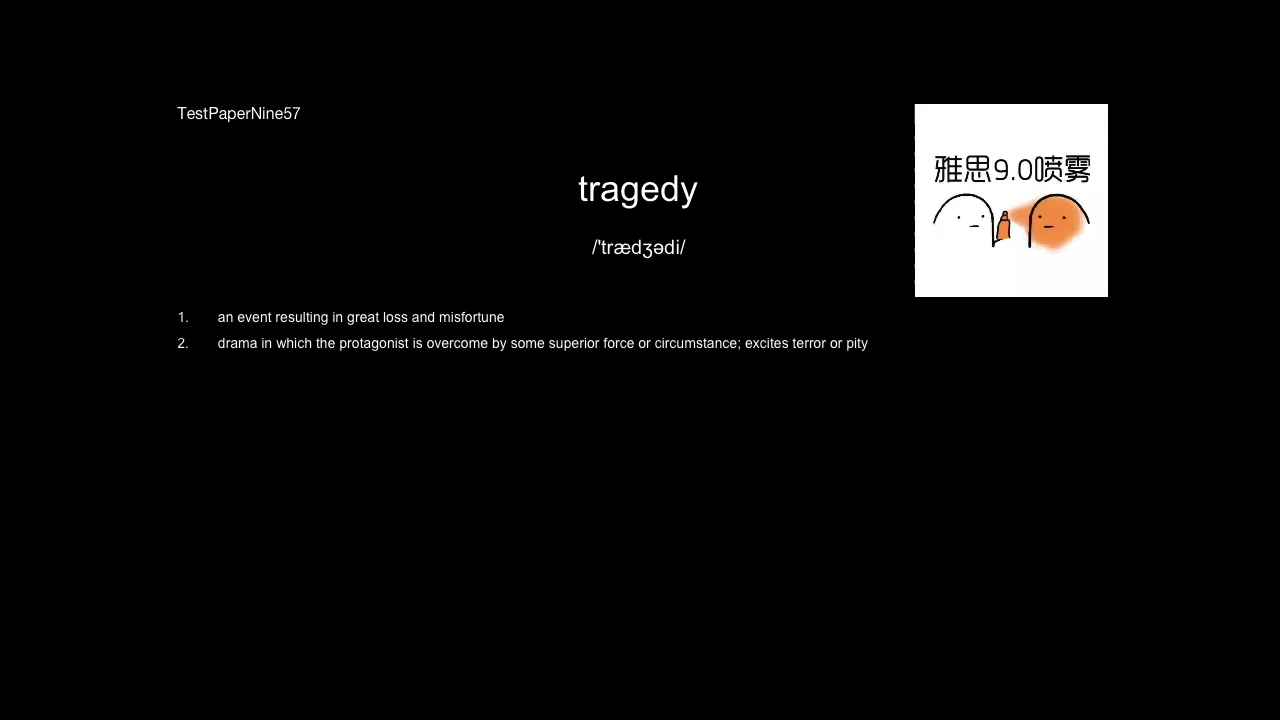 TestPaperNine57
雅思9.0喷雾
tragedy
/'trædʒədi/
1. an event resulting in great loss and misfortune
2. drama in which the protagonist is overcome by some superior force or circumstance; excites terror or pity